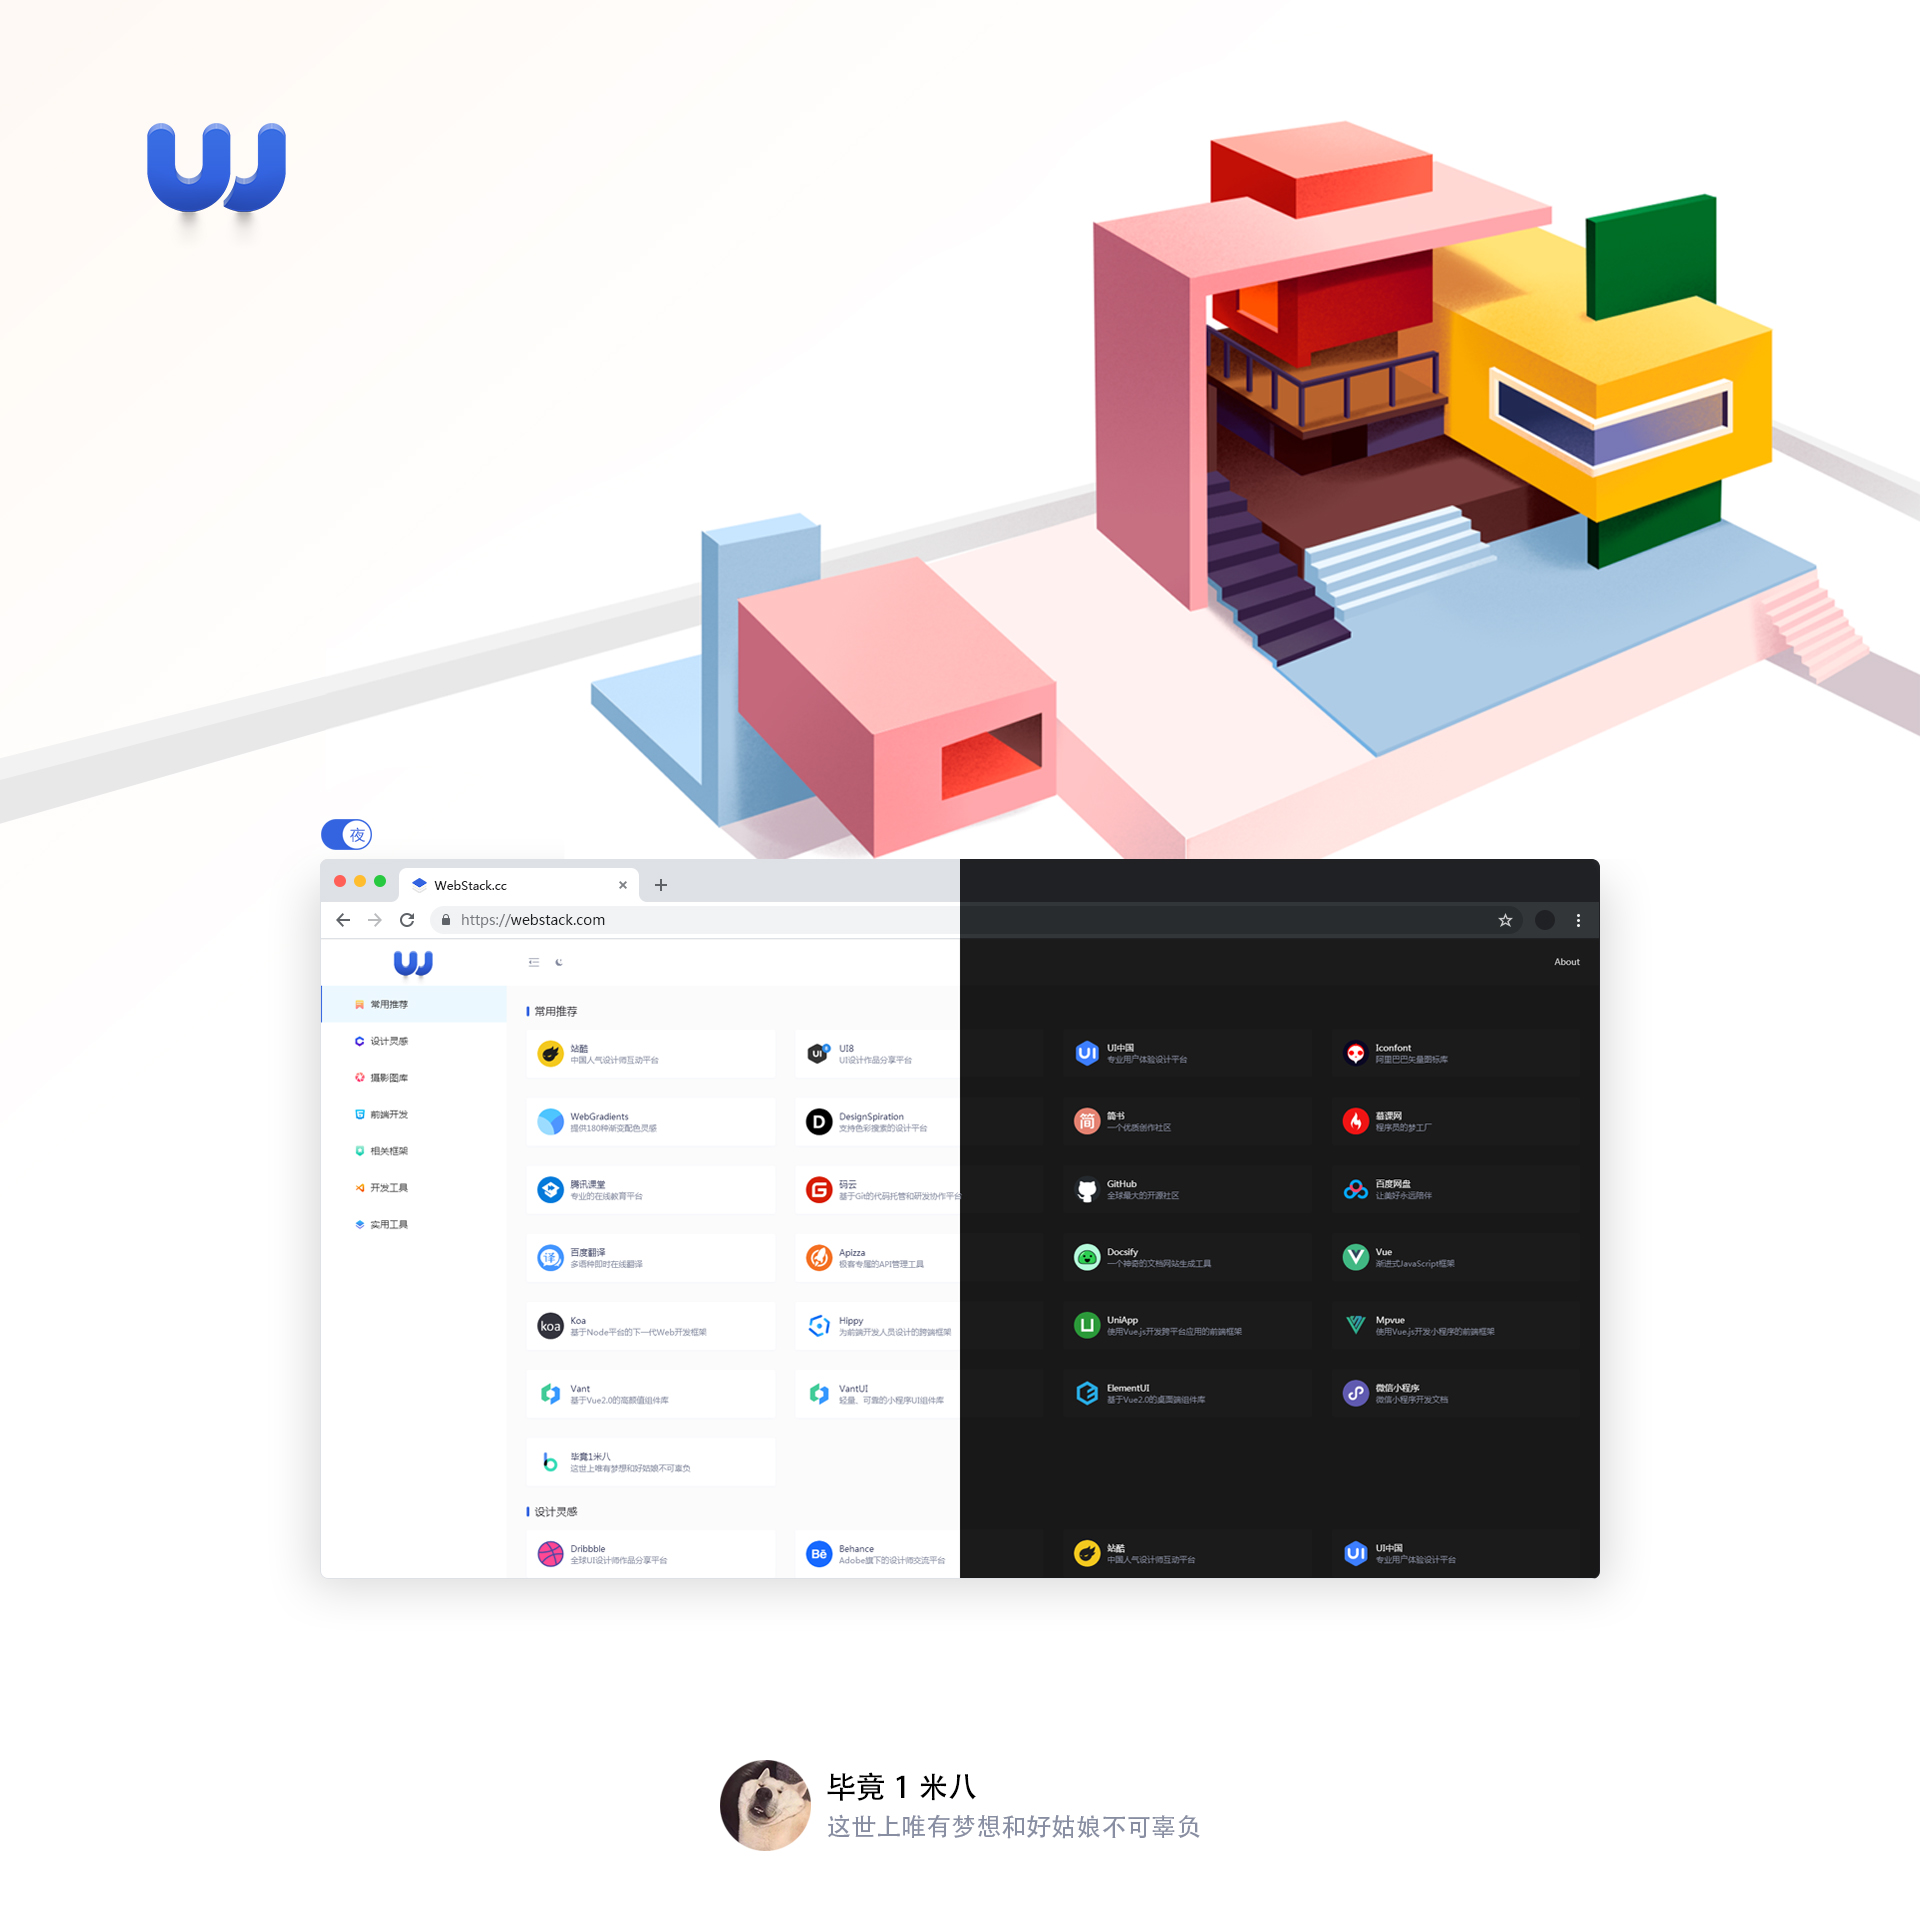 夜
WebStack.cc
https://webstack.com
About
常用推荐
设计灵感
摄影图库
前端开发
相关框架
开发工具
实用工具
常用推荐
站酷
中国人气设计师互动平台
UI
UI8
UI设计作品分享平台
UI
UI中国
专业用户体验设计平台
Iconfont
阿里巴巴矢量图标库
WebGradients
提供180种渐变配色灵感
D
DesignSpiration
支持色彩搜索的设计平台
简
简书
一个优质创作社区
慕课网
程序员的梦工厂
腾讯课堂
专业的在线教育平台
G
码云
基于Git的代码托管和研发协作平台
GitHub
全球最大的开源社区
百度网盘
让美好永远陪伴
译
百度翻译
多语种即时在线翻译
Apizza
极客专属的API管理工具
Docsify
一个神奇的文档网站生成工具
Vue
渐进式JavaScript框架
koa
Koa
基于Node平台的下一代Web开发框架
Hippy
为前端开发人员设计的跨端框架
UniApp
使用Vue.js开发跨平台应用的前端框架
Mpvue
使用Vue.js开发小程序的前端框架
Vant
基于Vue2.0的高颜值组件库
VantUI
轻量、可靠的小程序UI组件库
ElementUI
基于Vue2.0的桌面端组件库
微信小程序
微信小程序开发文档
毕竟1米八
这世上唯有梦想和好姑娘不可辜负
设计灵感
Dribbble
全球UI设计师作品分享平台
Bē
Behance
Adobe旗下的设计师交流平台
站酷
中国人气设计师互动平台
UI
UI中国
专业用户体验设计平台
毕竟 1 米八
这世上唯有梦想和好姑娘不可辜负